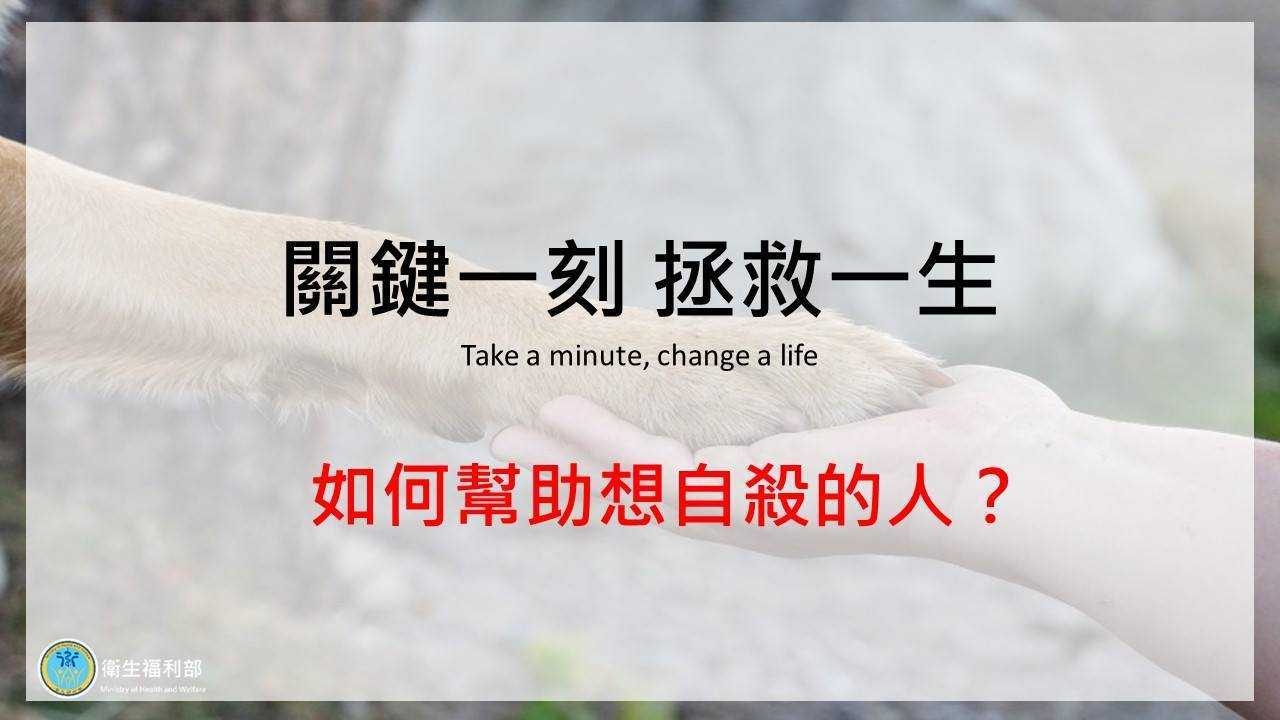 關鍵一刻 拯救一生
Take a minute, change a life
如何幫助想自殺的人？
衛生福利部
Ministry of Health and Welfare